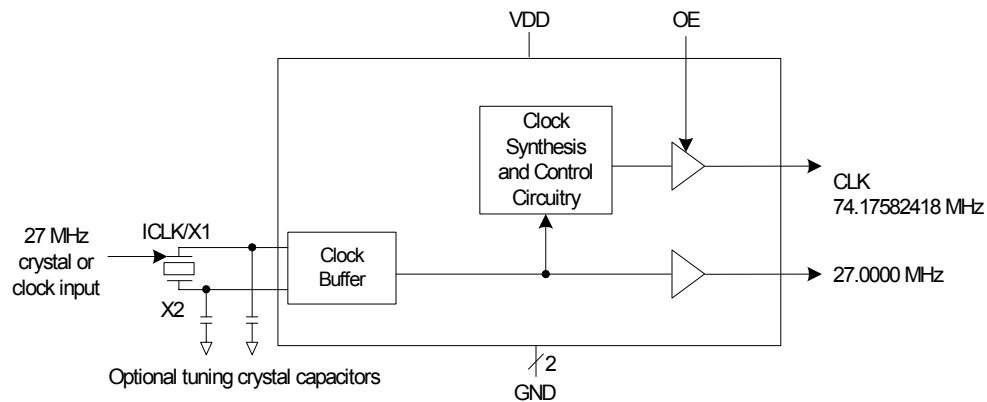 VDD
OE
Clock
Synthesis
and Control
Circuitry
CLK
74.17582418 MHz
27 MHz
crystal or
clock input
ICLK/X1
X2
Clock
Buffer
27.0000 MHz
Optional tuning crystal capacitors
2
GND